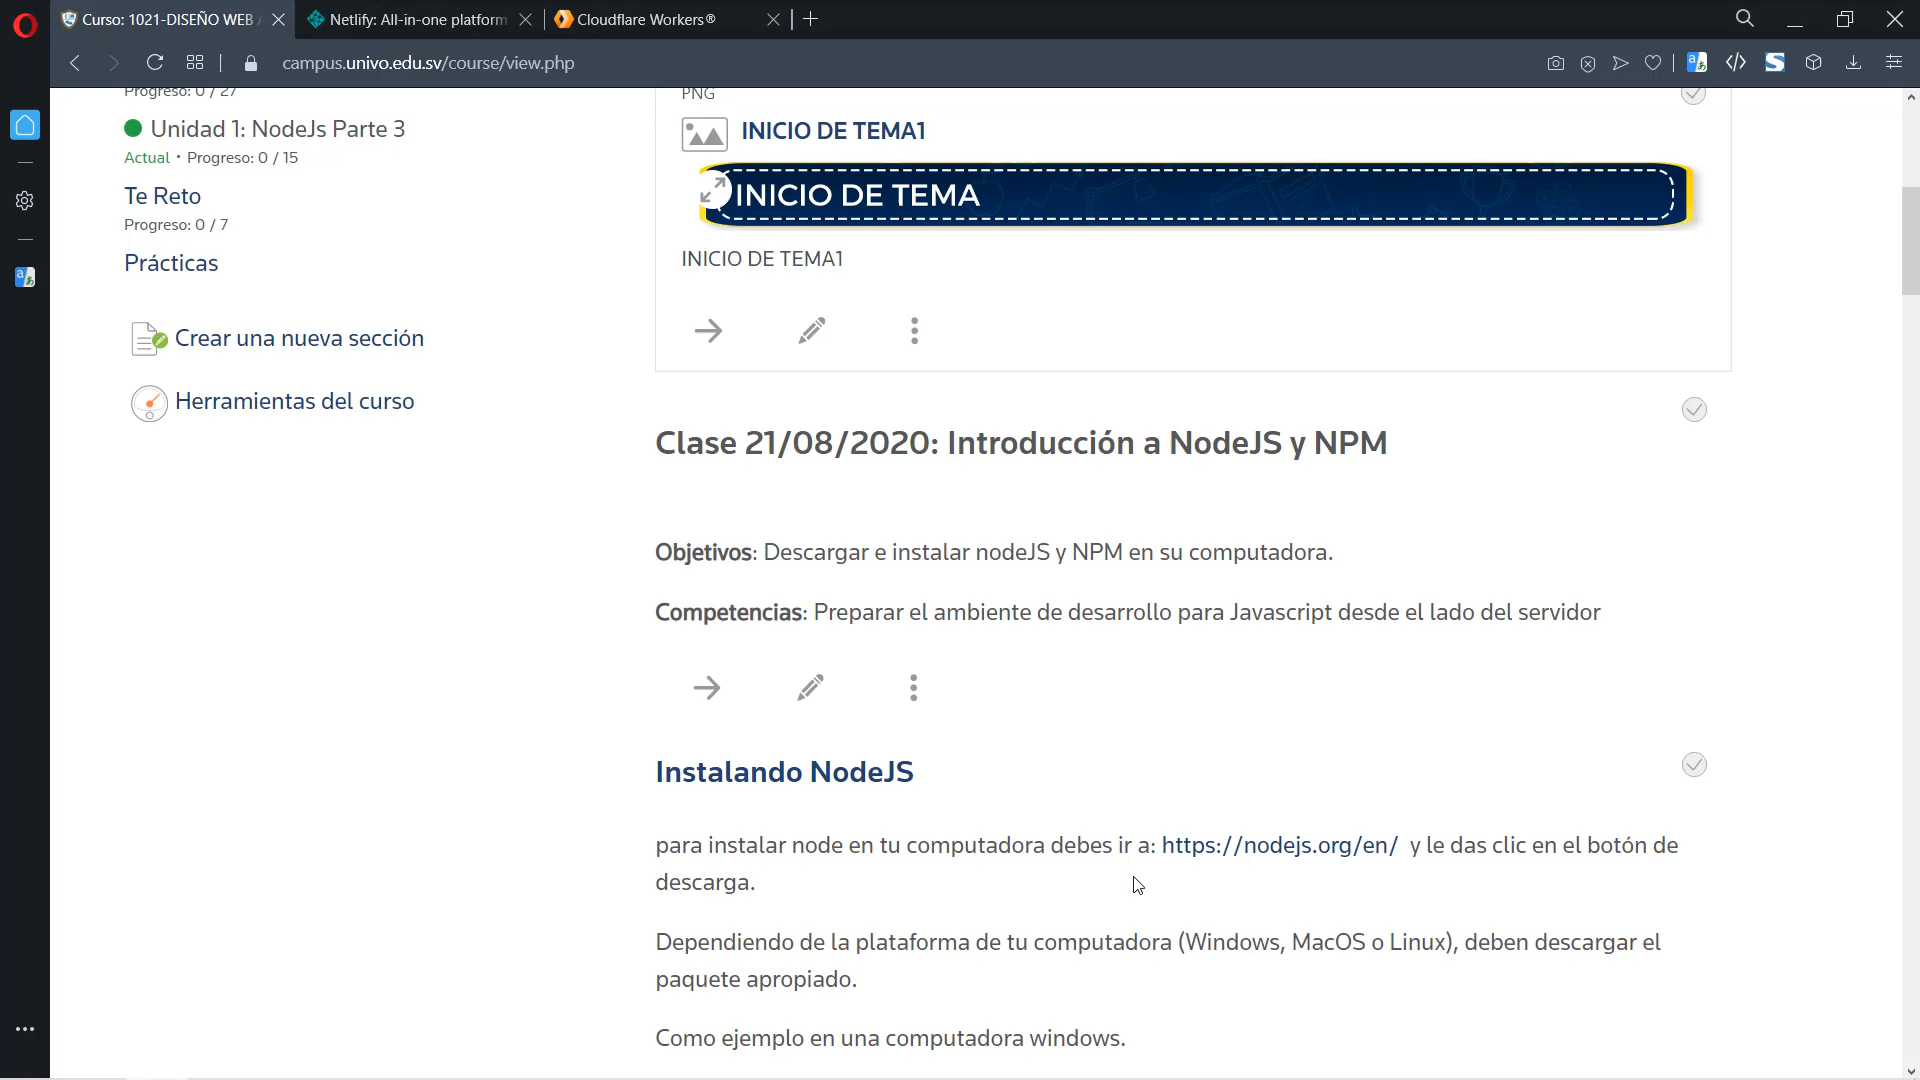 Curso: 1021-DISEÑO WEB A
Netlify: All-in-one platform
Cloudflare Workers®
campus.univo.edu.sv/course/view.php
Progreso: 0 / 27
Unidad 1: NodeJs Parte 3
Actual · Progreso: 0 / 15
Te Reto
Progreso: 0 / 7
Prácticas
Crear una nueva sección
Herramientas del curso
PNG
INICIO DE TEMA1
INICIO DE TEMA
INICIO DE TEMA1
Clase 21/08/2020: Introducción a NodeJS y NPM
Objetivos: Descargar e instalar nodeJS y NPM en su computadora.
Competencias: Preparar el ambiente de desarrollo para Javascript desde el lado del servidor
Instalando NodeJS
para instalar node en tu computadora debes ir a: https://nodejs.org/en/ y le das clic en el botón de
descarga.
Dependiendo de la plataforma de tu computadora (Windows, MacOS o Linux), deben descargar el
paquete apropiado.
Como ejemplo en una computadora windows.